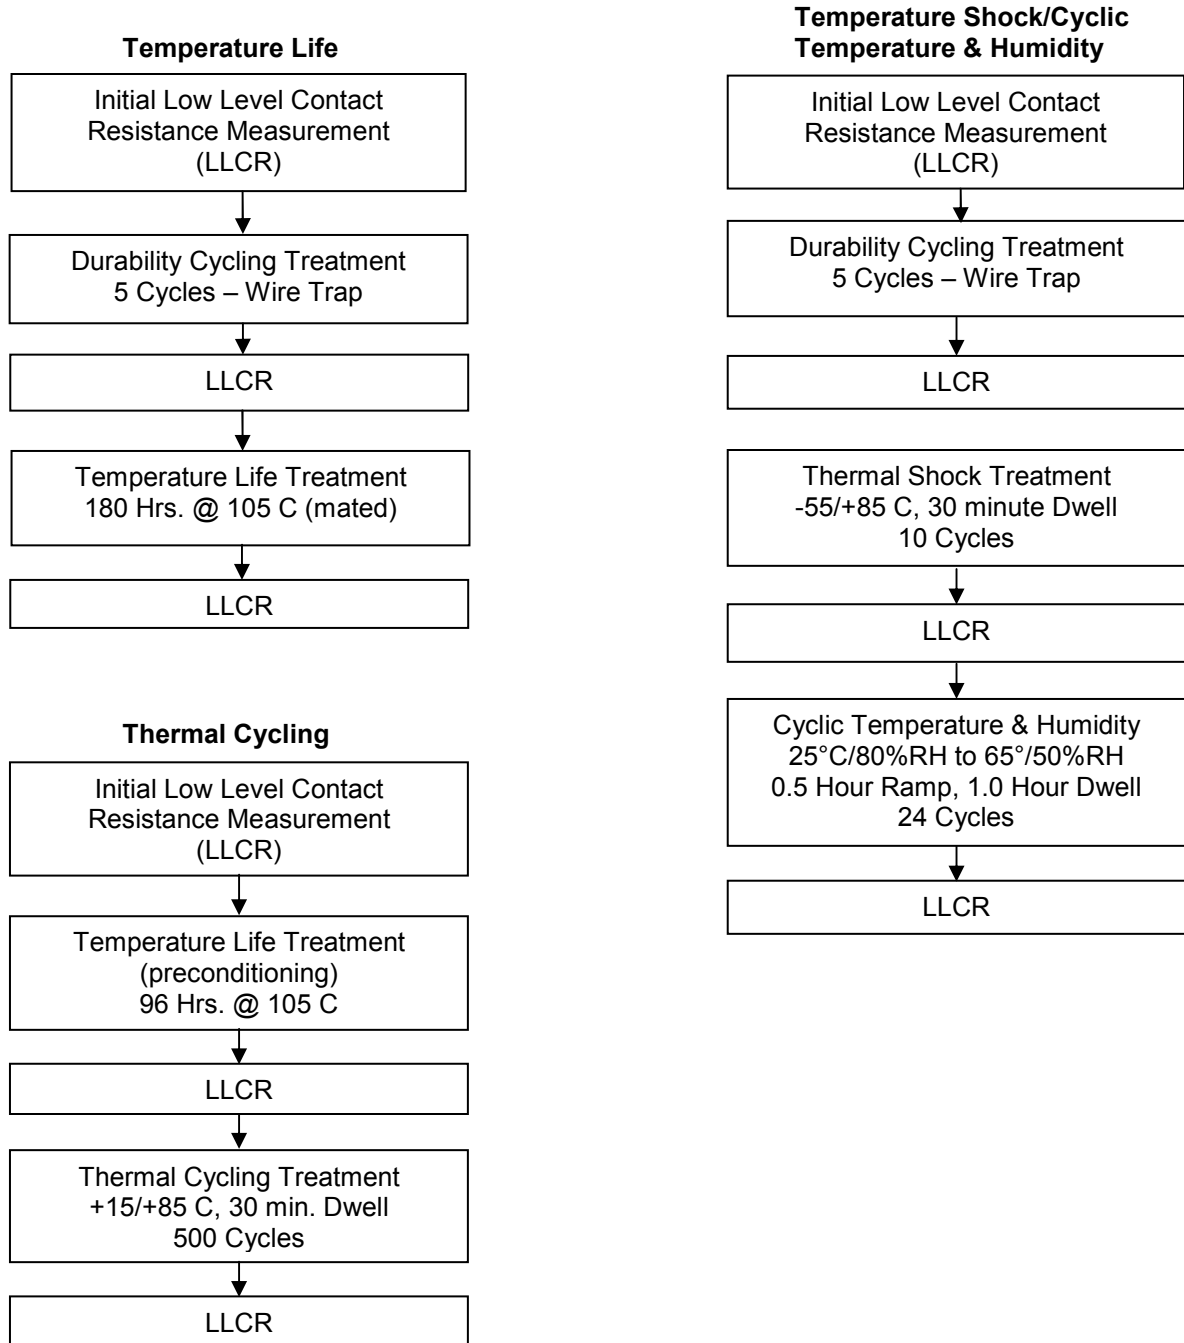 Temperature Life
Initial Low Level Contact
Resistance Measurement
(LLCR)
Durability Cycling Treatment
5 Cycles – Wire Trap
LLCR
Temperature Life Treatment
180 Hrs. @ 105 C (mated)
LLCR
Thermal Cycling
Initial Low Level Contact
Resistance Measurement
(LLCR)
Temperature Life Treatment
(preconditioning)
96 Hrs. @ 105 C
LLCR
Thermal Cycling Treatment
+15/+85 C, 30 min. Dwell
500 Cycles
LLCR
Temperature Shock/Cyclic
Temperature & Humidity
Initial Low Level Contact
Resistance Measurement
(LLCR)
Durability Cycling Treatment
5 Cycles – Wire Trap
LLCR
Thermal Shock Treatment
-55/+85 C, 30 minute Dwell
10 Cycles
LLCR
Cyclic Temperature & Humidity
25°C/80%RH to 65°/50%RH
0.5 Hour Ramp, 1.0 Hour Dwell
24 Cycles
LLCR